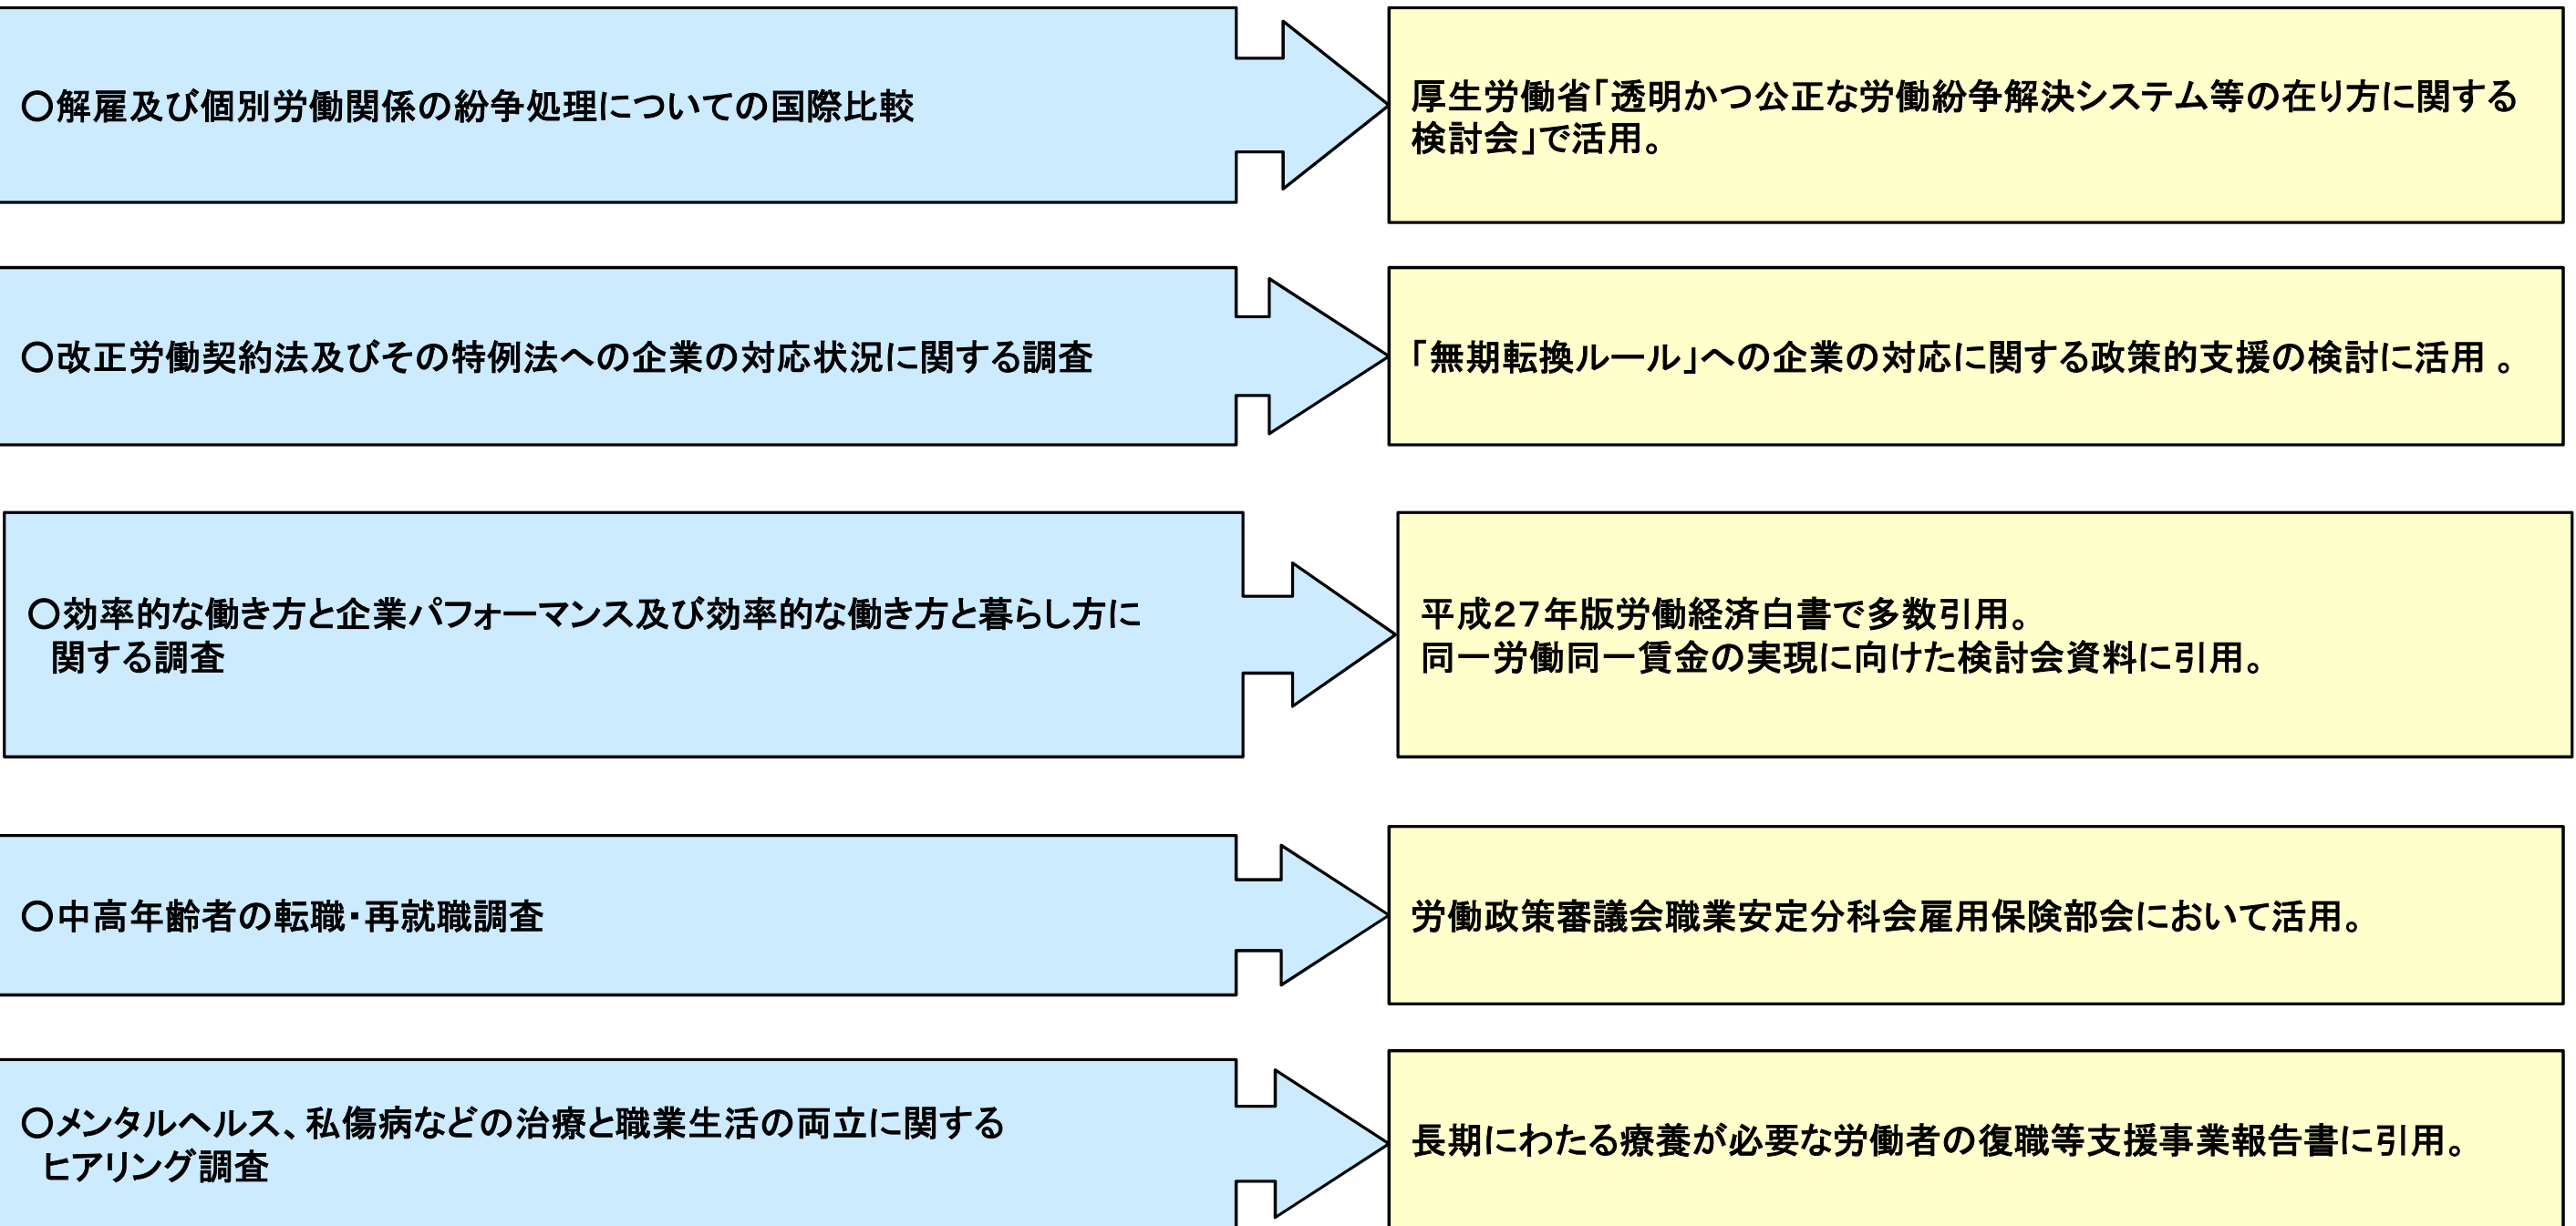 〇解雇及び個別労働関係の紛争処理についての国際比較
厚生労働省「透明かつ公正な労働紛争解決システム等の在り方に関する
検討会」で活用。
〇改正労働契約法及びその特例法への企業の対応状況に関する調査
「無期転換ルール」への企業の対応に関する政策的支援の検討に活用 。
〇効率的な働き方と企業パフォーマンス及び効率的な働き方と暮らし方に
関する調査
平成27年版労働経済白書で多数引用。
同一労働同一賃金の実現に向けた検討会資料に引用。
〇中高年齢者の転職・再就職調査
労働政策審議会職業安定分科会雇用保険部会において活用。
〇メンタルヘルス、私傷病などの治療と職業生活の両立に関する
ヒアリング調査
長期にわたる療養が必要な労働者の復職等支援事業報告書に引用。